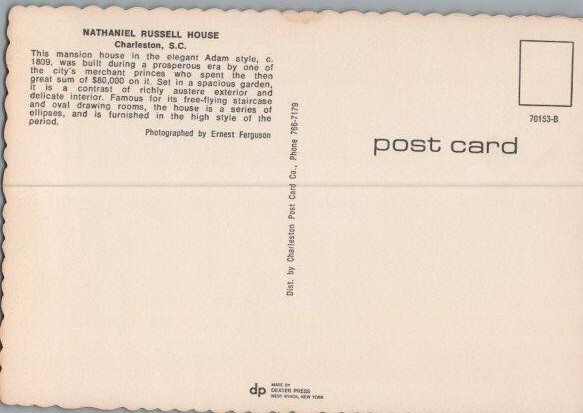 NATHANIEL RUSSELL HOUSE
Charleston, S.C.
This mansion house in the elegant Adam style, c.
1809, was built during a prosperous era by one of
the city's merchant princes who spent the then
great sum of $80,000 on it. Set in a spacious garden,
it is a contrast of richly austere exterior and
delicate interior. Famous for its free-flying staircase
and oval drawing rooms, the house is a series of
ellipses, and is furnished in the high style of the
period.
Photographed by Ernest Ferguson
Dist. by Charleston Post Card Co., Phone 766-7179
70153-B
post card
dp
MADE BY
DEXTER PRESS
WEST NYACK, NEW YORK